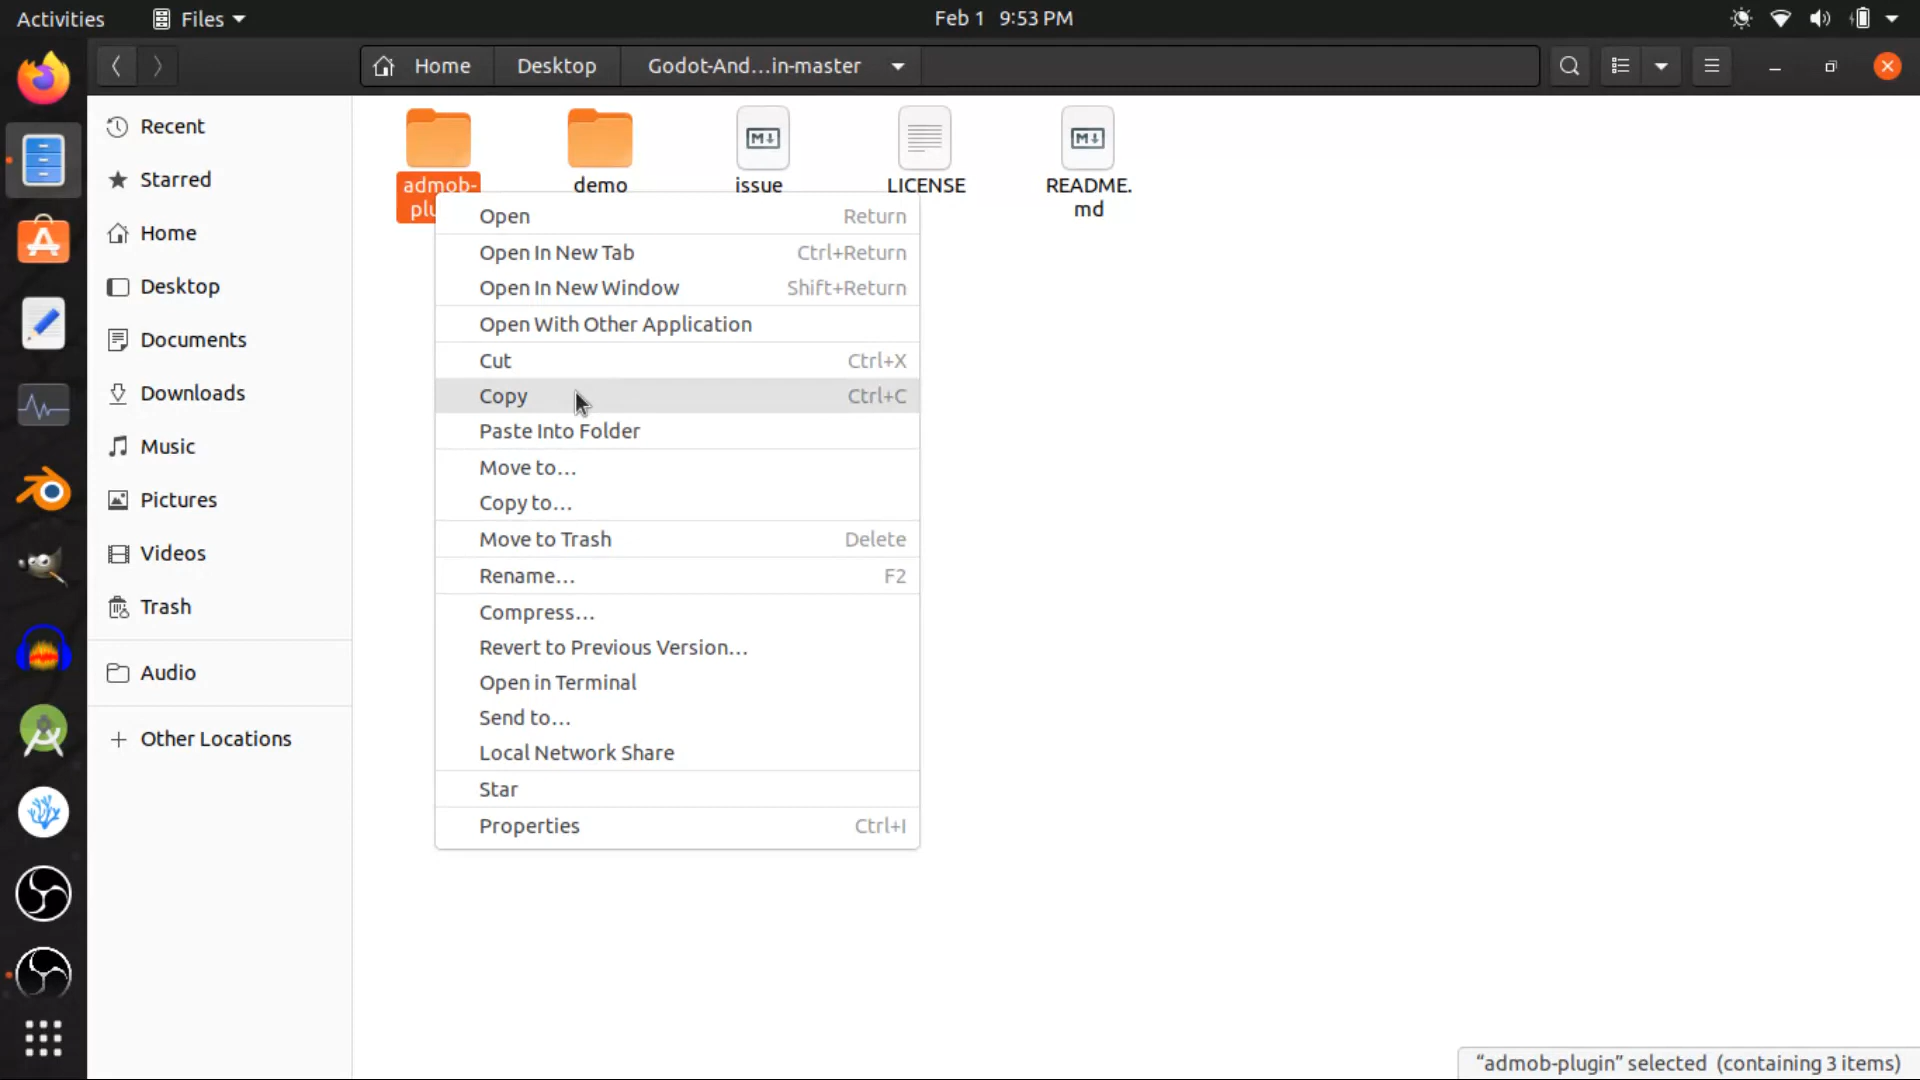 Activities Files Feb 1 9:53 PM
Home Desktop Godot-And...in-master
Recent
Starred
Home
Desktop
Documents
Downloads
Music
Pictures
Videos
Trash
Audio
Other Locations
admob-
plu
demo
issue
LICENSE
README.
md
Open Return
Open In New Tab Ctrl+Return
Open In New Window Shift+Return
Open With Other Application
Cut Ctrl+X
Copy Ctrl+C
Paste Into Folder
Move to...
Copy to...
Move to Trash Delete
Rename... F2
Compress...
Revert to Previous Version...
Open in Terminal
Send to...
Local Network Share
Star
Properties Ctrl+I
"admob-plugin" selected (containing 3 items)